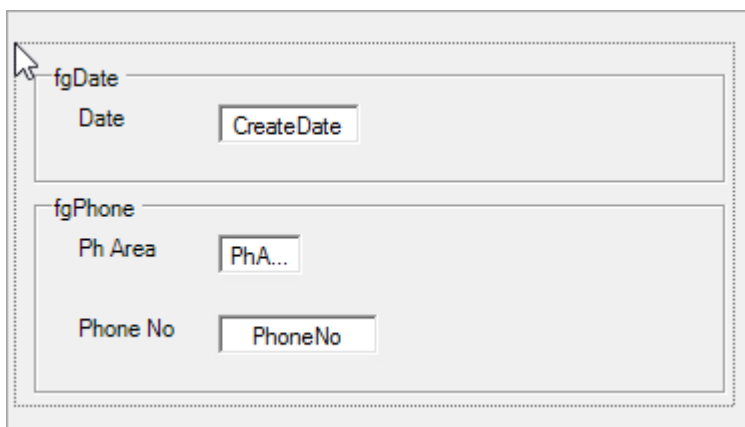 fgDate
Date CreateDate
fgPhone
Ph Area PhA...
Phone No PhoneNo